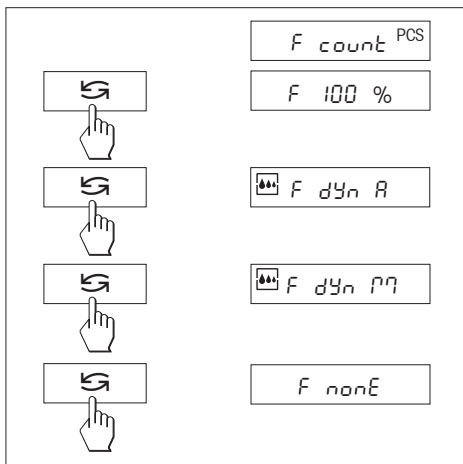 F count PCS
F 100 %
F dyn A
F dyn M
F nonE